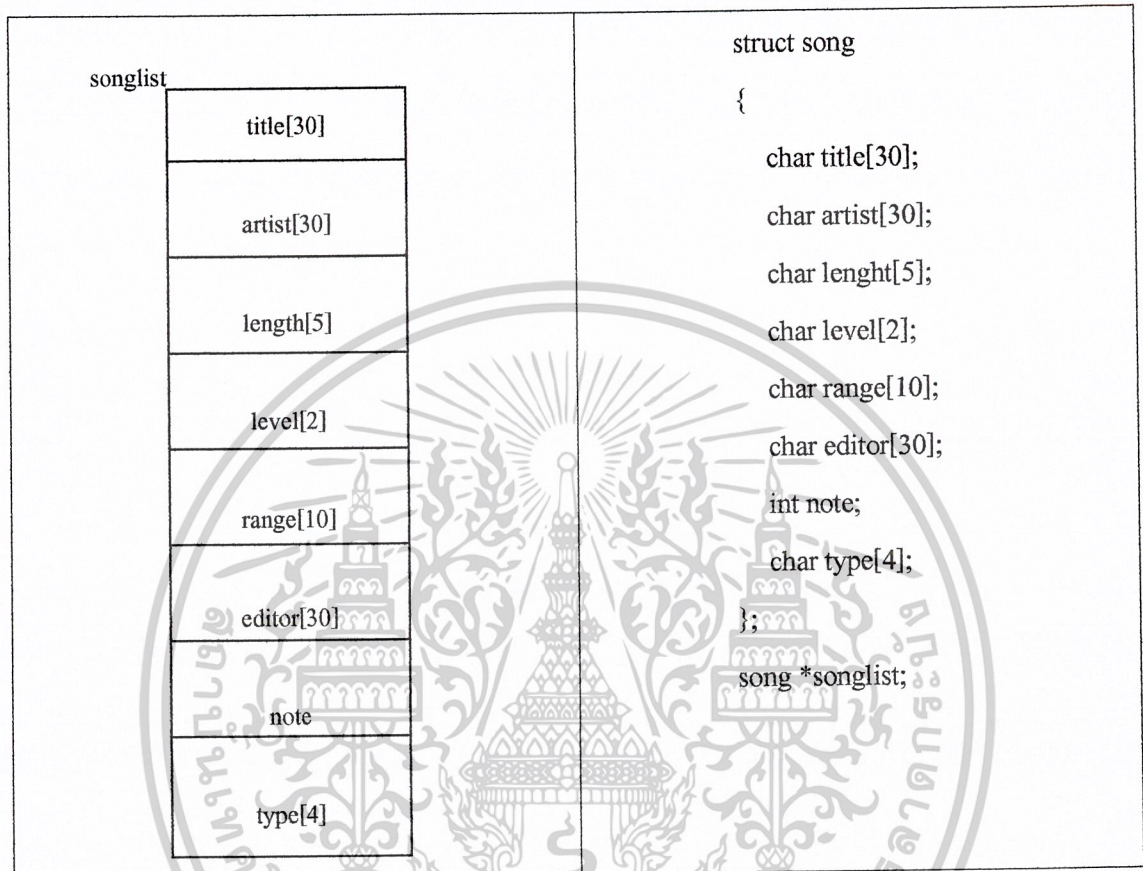 songlist
title[30]
artist[30]
length[5]
level[2]
range[10]
editor[30]
note
type[4]
struct song
{
char title[30];
char artist[30];
char lenght[5];
char level[2];
char range[10];
char editor[30];
int note;
char type[4];
};
song *songlist;